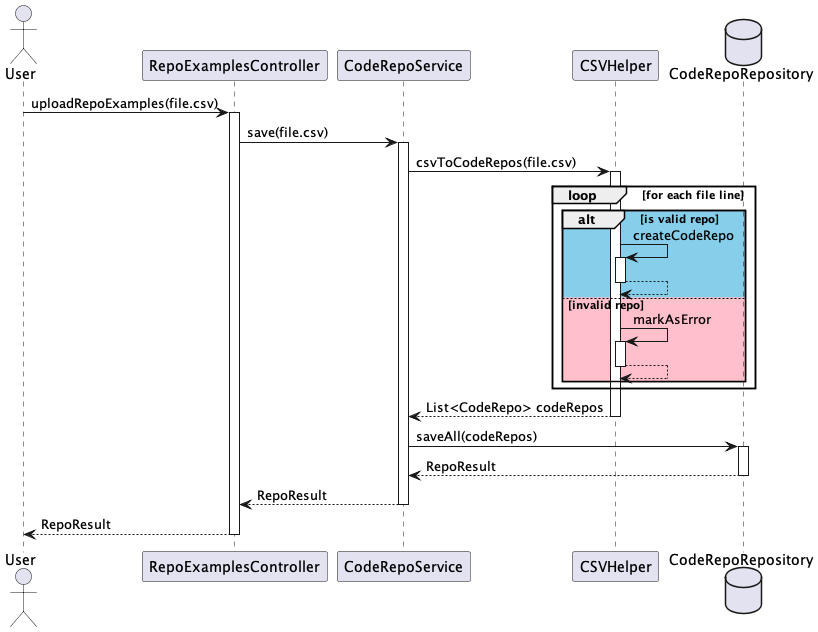 User
RepoExamplesController
CodeRepoService
CSVHelper
CodeRepoRepository
uploadRepoExamples(file.csv)
save(file.csv)
csvToCodeRepos(file.csv)
loop
[for each file line]
alt
[is valid repo]
createCodeRepo
[invalid repo]
markAsError
List<CodeRepo> codeRepos
saveAll(codeRepos)
RepoResult
RepoResult
RepoResult
User
RepoExamplesController
CodeRepoService
CSVHelper
CodeRepoRepository